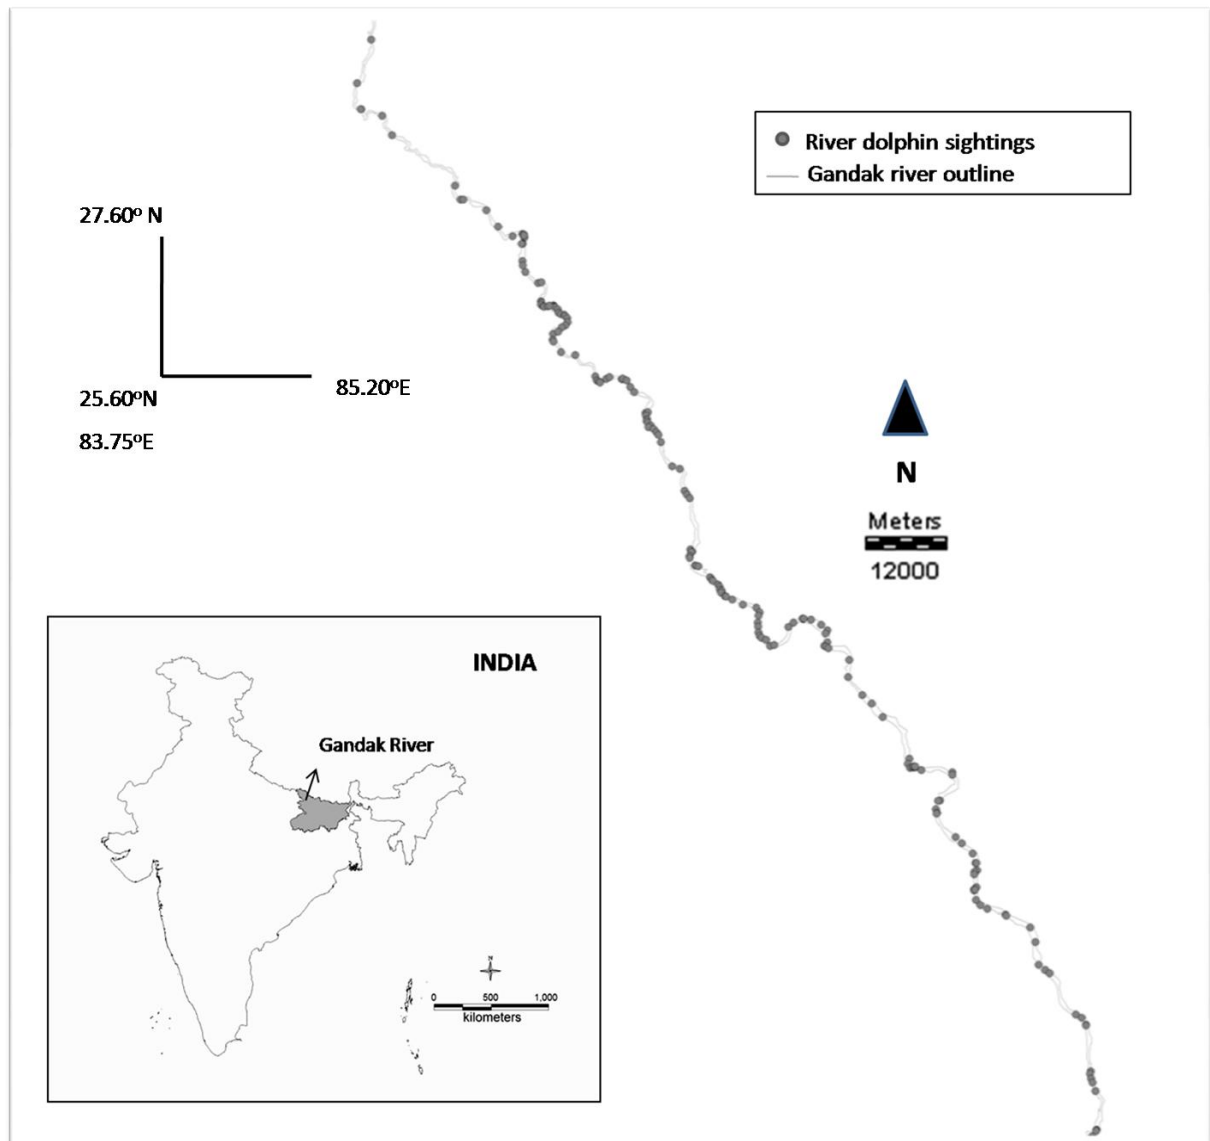 River dolphin sightings
Gandak river outline
27.60º N
85.20ºE
25.60ºN
83.75ºE
N
Meters
12000
INDIA
Gandak River
N
0 500 1,000
kilometers